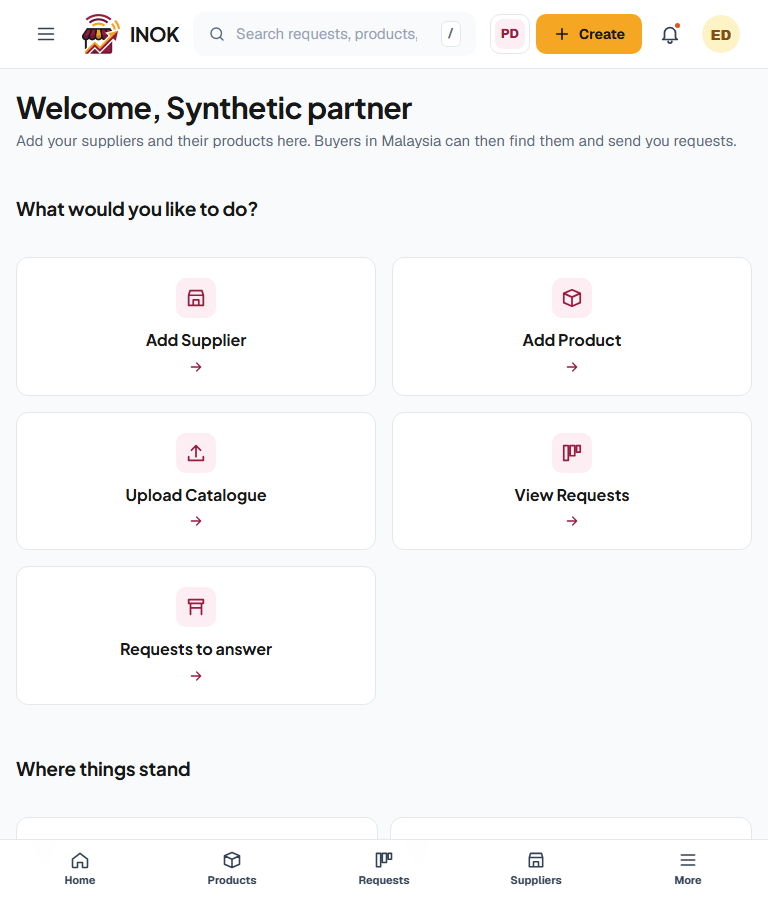 INOK
Search requests, products,
/
PD
Create
ED
Welcome, Synthetic partner
Add your suppliers and their products here. Buyers in Malaysia can then find them and send you requests.
What would you like to do?
Add Supplier
Add Product
Upload Catalogue
View Requests
Requests to answer
Where things stand
Home
Products
Requests
Suppliers
More